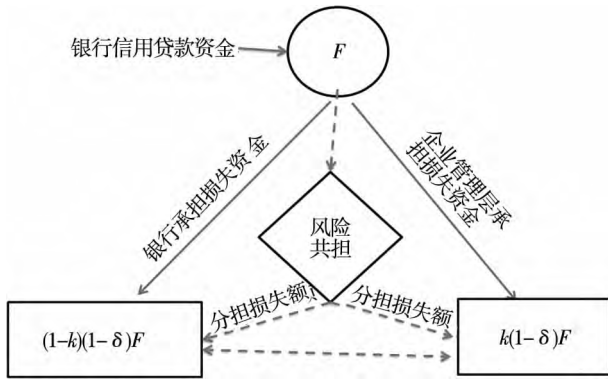 银行信用贷款资金
F
银行承担损失资金
企业管理层承
担损失资金
风险
共担
分担损失额
分担损失额
(1-k)(1-δ)F
k(1-δ)F